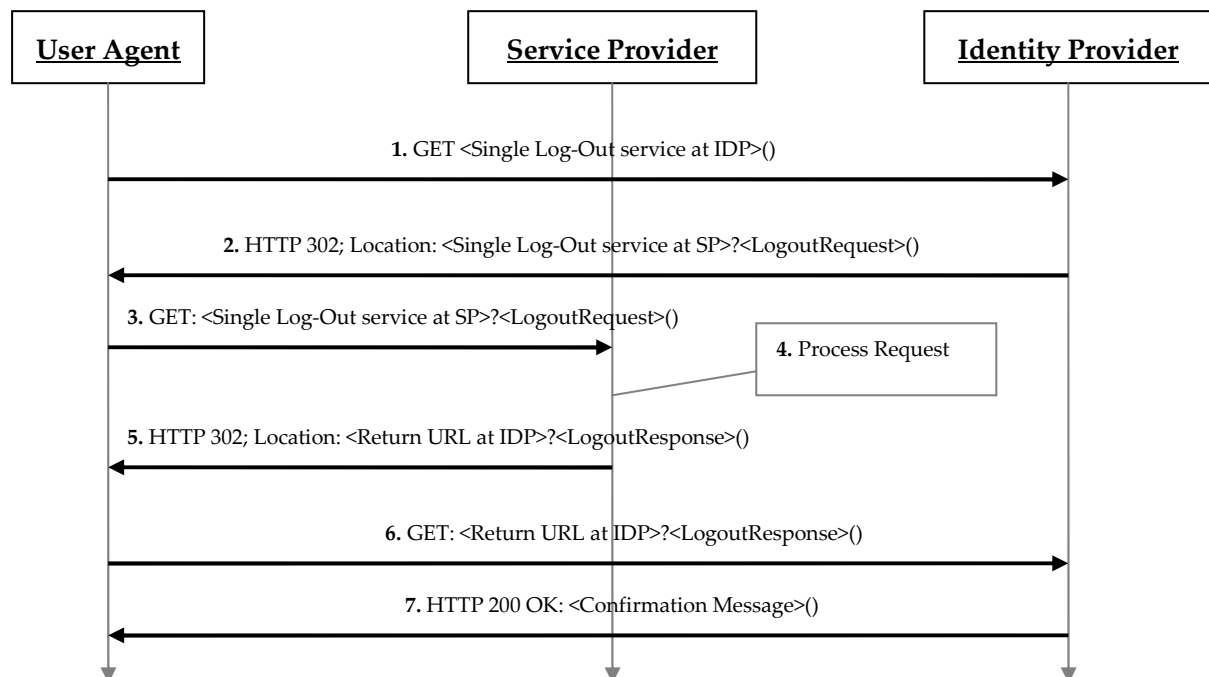 User Agent
Service Provider
Identity Provider
1. GET <Single Log-Out service at IDP>()
2. HTTP 302; Location: <Single Log-Out service at SP>?<LogoutRequest>()
3. GET: <Single Log-Out service at SP>?<LogoutRequest>()
4. Process Request
5. HTTP 302; Location: <Return URL at IDP>?<LogoutResponse>()
6. GET: <Return URL at IDP>?<LogoutResponse>()
7. HTTP 200 OK: <Confirmation Message>()